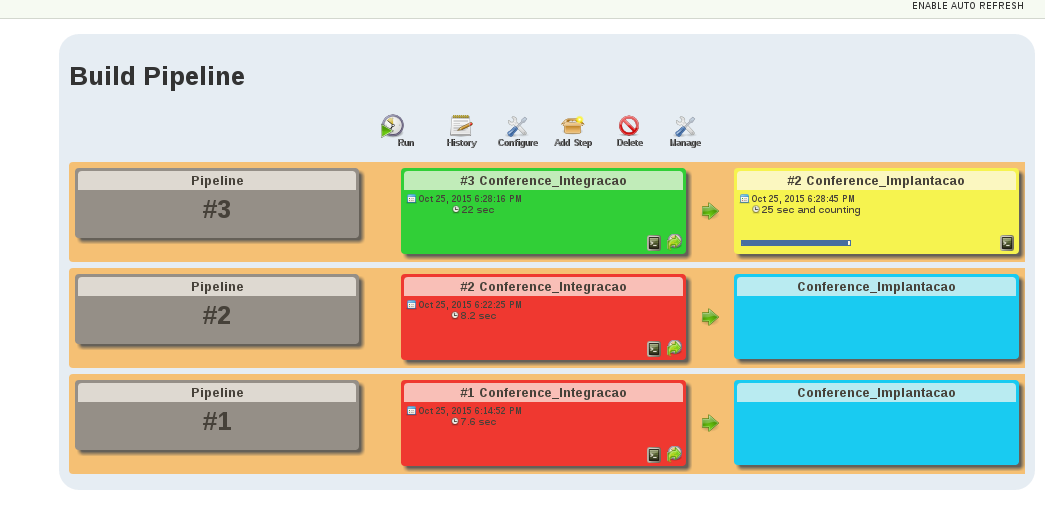 ENABLE AUTO REFRESH
Build Pipeline
Run History Configure Add Step Delete Manage
Pipeline
#3
#3 Conference_Integracao
Oct 25, 2015 6:28:16 PM
22 sec
#2 Conference_Implantacao
Oct 25, 2015 6:28:45 PM
25 sec and counting
Pipeline
#2
#2 Conference_Integracao
Oct 25, 2015 6:22:25 PM
8.2 sec
Conference_Implantacao
Pipeline
#1
#1 Conference_Integracao
Oct 25, 2015 6:14:52 PM
7.6 sec
Conference_Implantacao